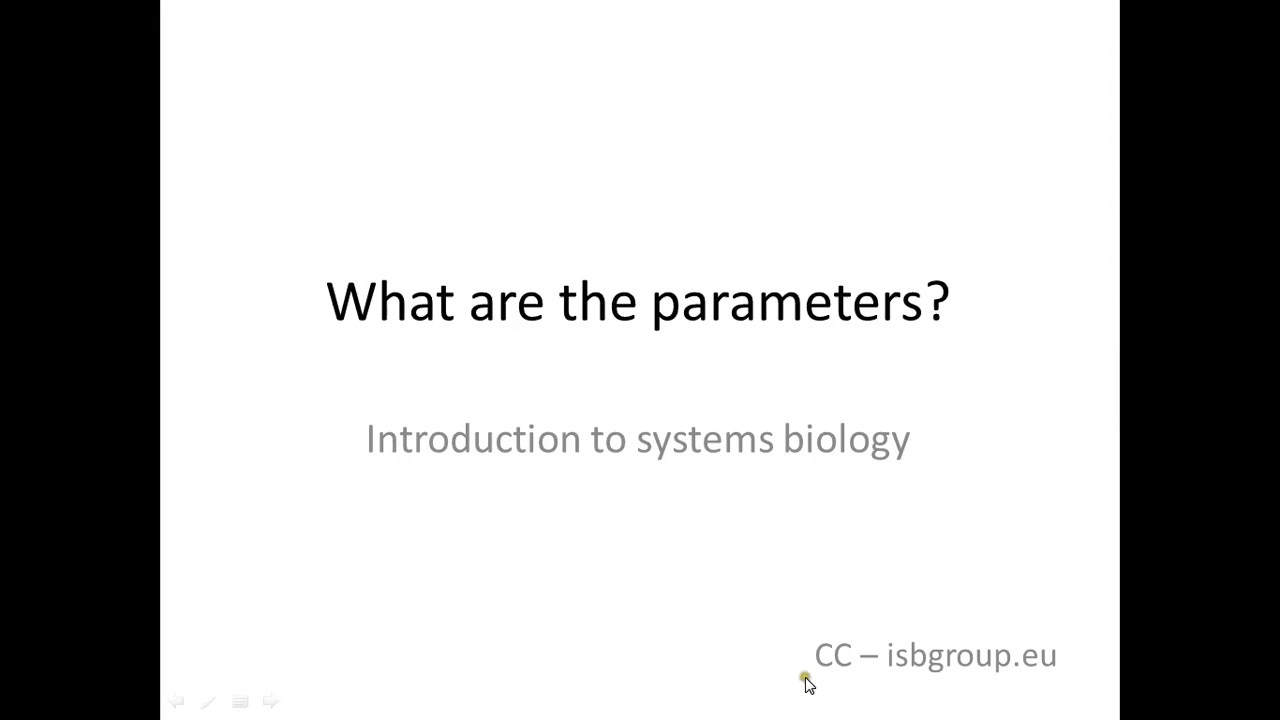 What are the parameters?
Introduction to systems biology
CC – isbgroup.eu